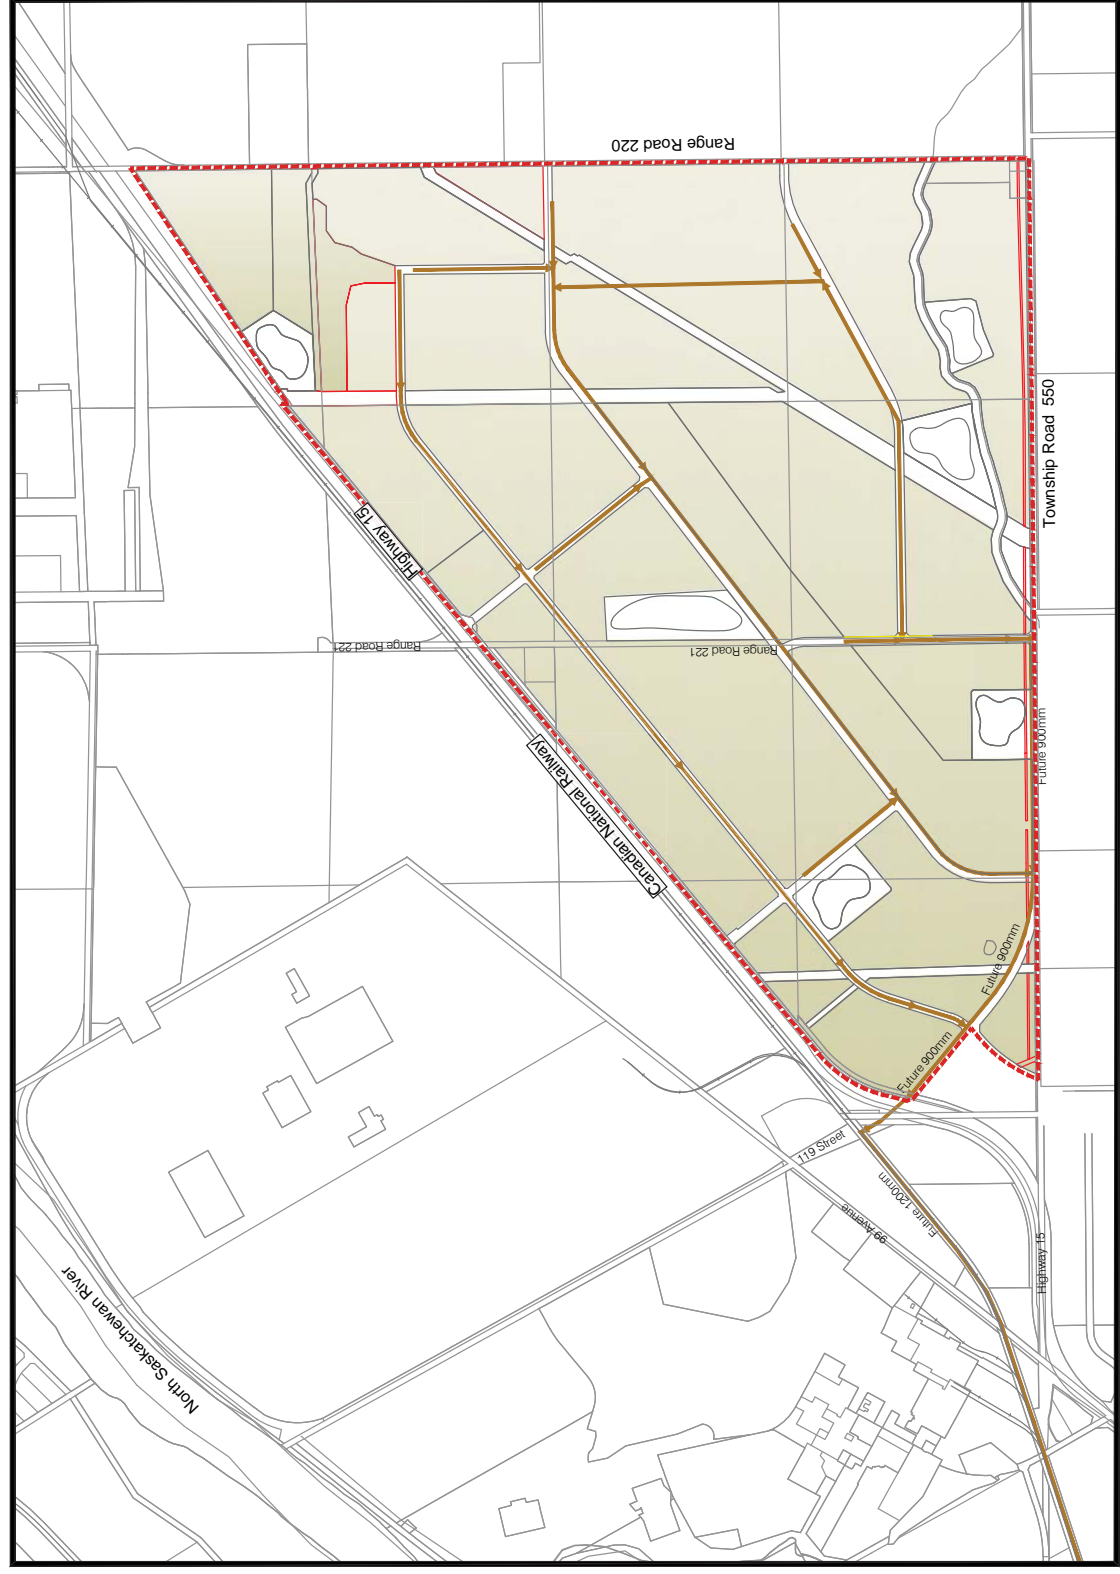 Range Road 220
Township Road 550
Highway 15
Range Road 221
Range Road 221
Canadian National Railway
Future 900mm
Future 900mm
Future 900mm
119 Street
Future 1200mm
99 Avenue
Highway 15
North Saskatchewan River